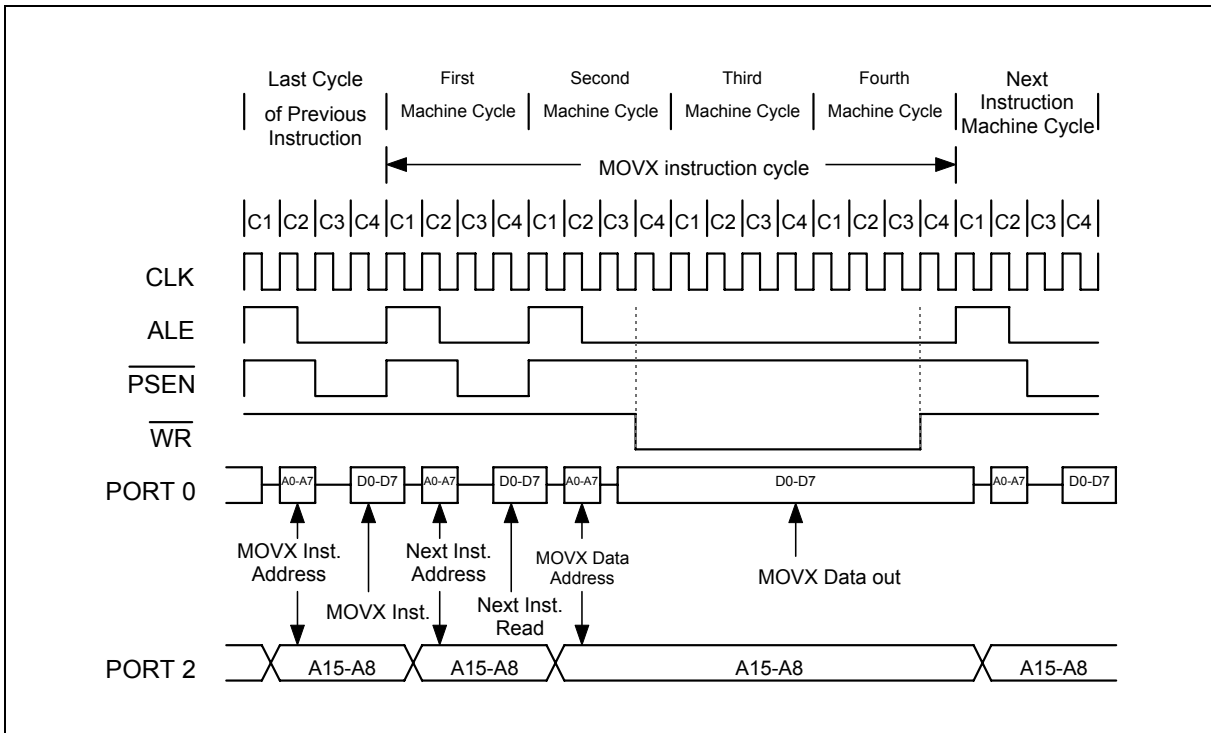 Last Cycle
of Previous
Instruction
First
Machine Cycle
Second
Machine Cycle
Third
Machine Cycle
Fourth
Machine Cycle
Next
Instruction
Machine Cycle
MOVX instruction cycle
C1 C2 C3 C4 C1 C2 C3 C4 C1 C2 C3 C4 C1 C2 C3 C4 C1 C2 C3 C4 C1 C2 C3 C4
CLK
ALE
PSEN
WR
PORT 0
A0-A7 D0-D7 A0-A7 D0-D7 A0-A7 D0-D7 A0-A7 D0-D7
MOVX Inst.
Address
MOVX Inst.
Next Inst.
Address
Next Inst.
Read
MOVX Data
Address
MOVX Data out
PORT 2
A15-A8 A15-A8 A15-A8 A15-A8